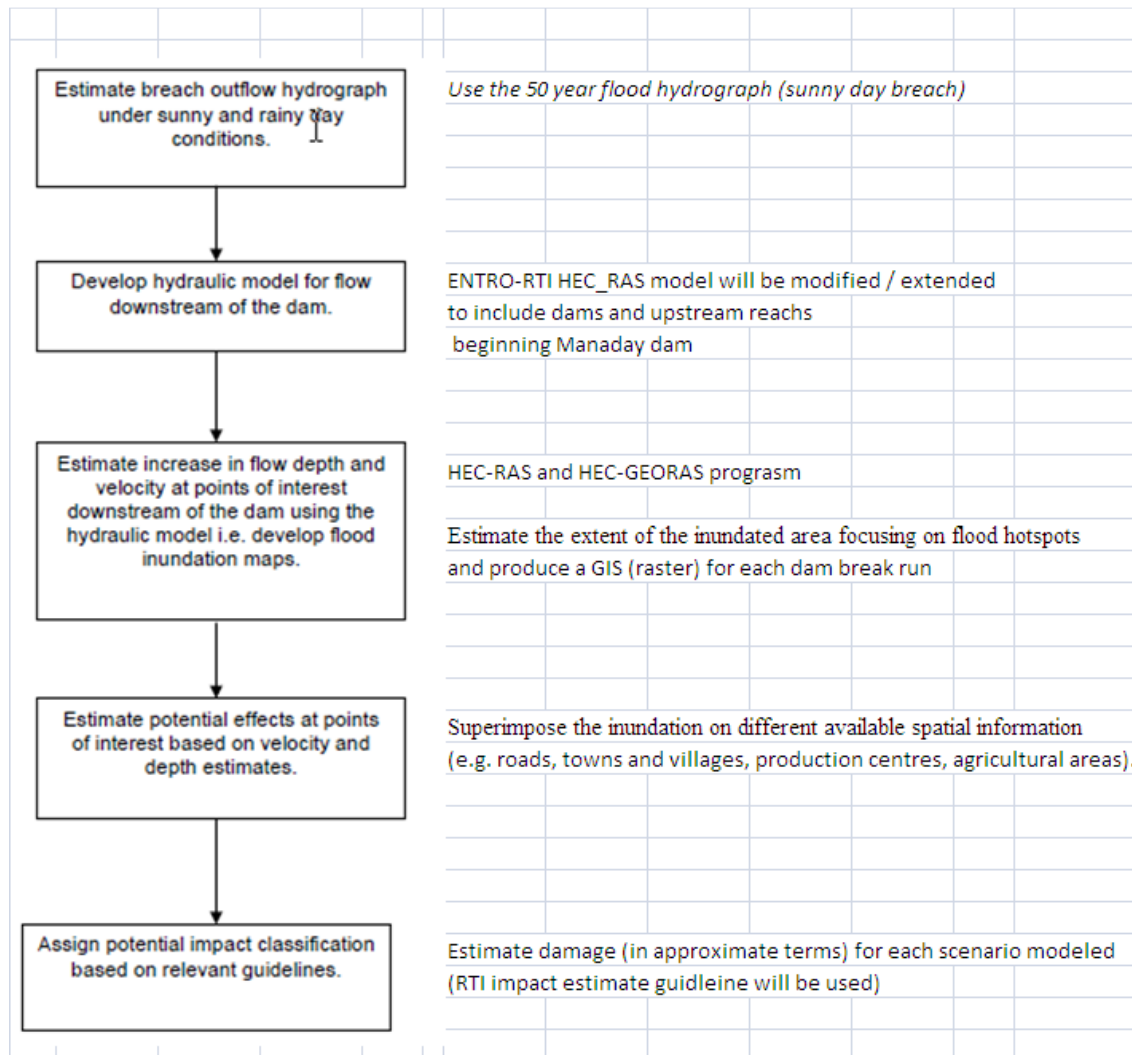 Estimate breach outflow hydrograph
under sunny and rainy day
conditions.
Use the 50 year flood hydrograph (sunny day breach)
Develop hydraulic model for flow
downstream of the dam.
ENTRO-RTI HEC_RAS model will be modified / extended
to include dams and upstream reachs
beginning Manaday dam
Estimate increase in flow depth and
velocity at points of interest
downstream of the dam using the
hydraulic model i.e. develop flood
inundation maps.
HEC-RAS and HEC-GEORAS prograsm
Estimate the extent of the inundated area focusing on flood hotspots
and produce a GIS (raster) for each dam break run
Estimate potential effects at points
of interest based on velocity and
depth estimates.
Superimpose the inundation on different available spatial information
(e.g. roads, towns and villages, production centres, agricultural areas).
Assign potential impact classification
based on relevant guidelines.
Estimate damage (in approximate terms) for each scenario modeled
(RTI impact estimate guidleine will be used)